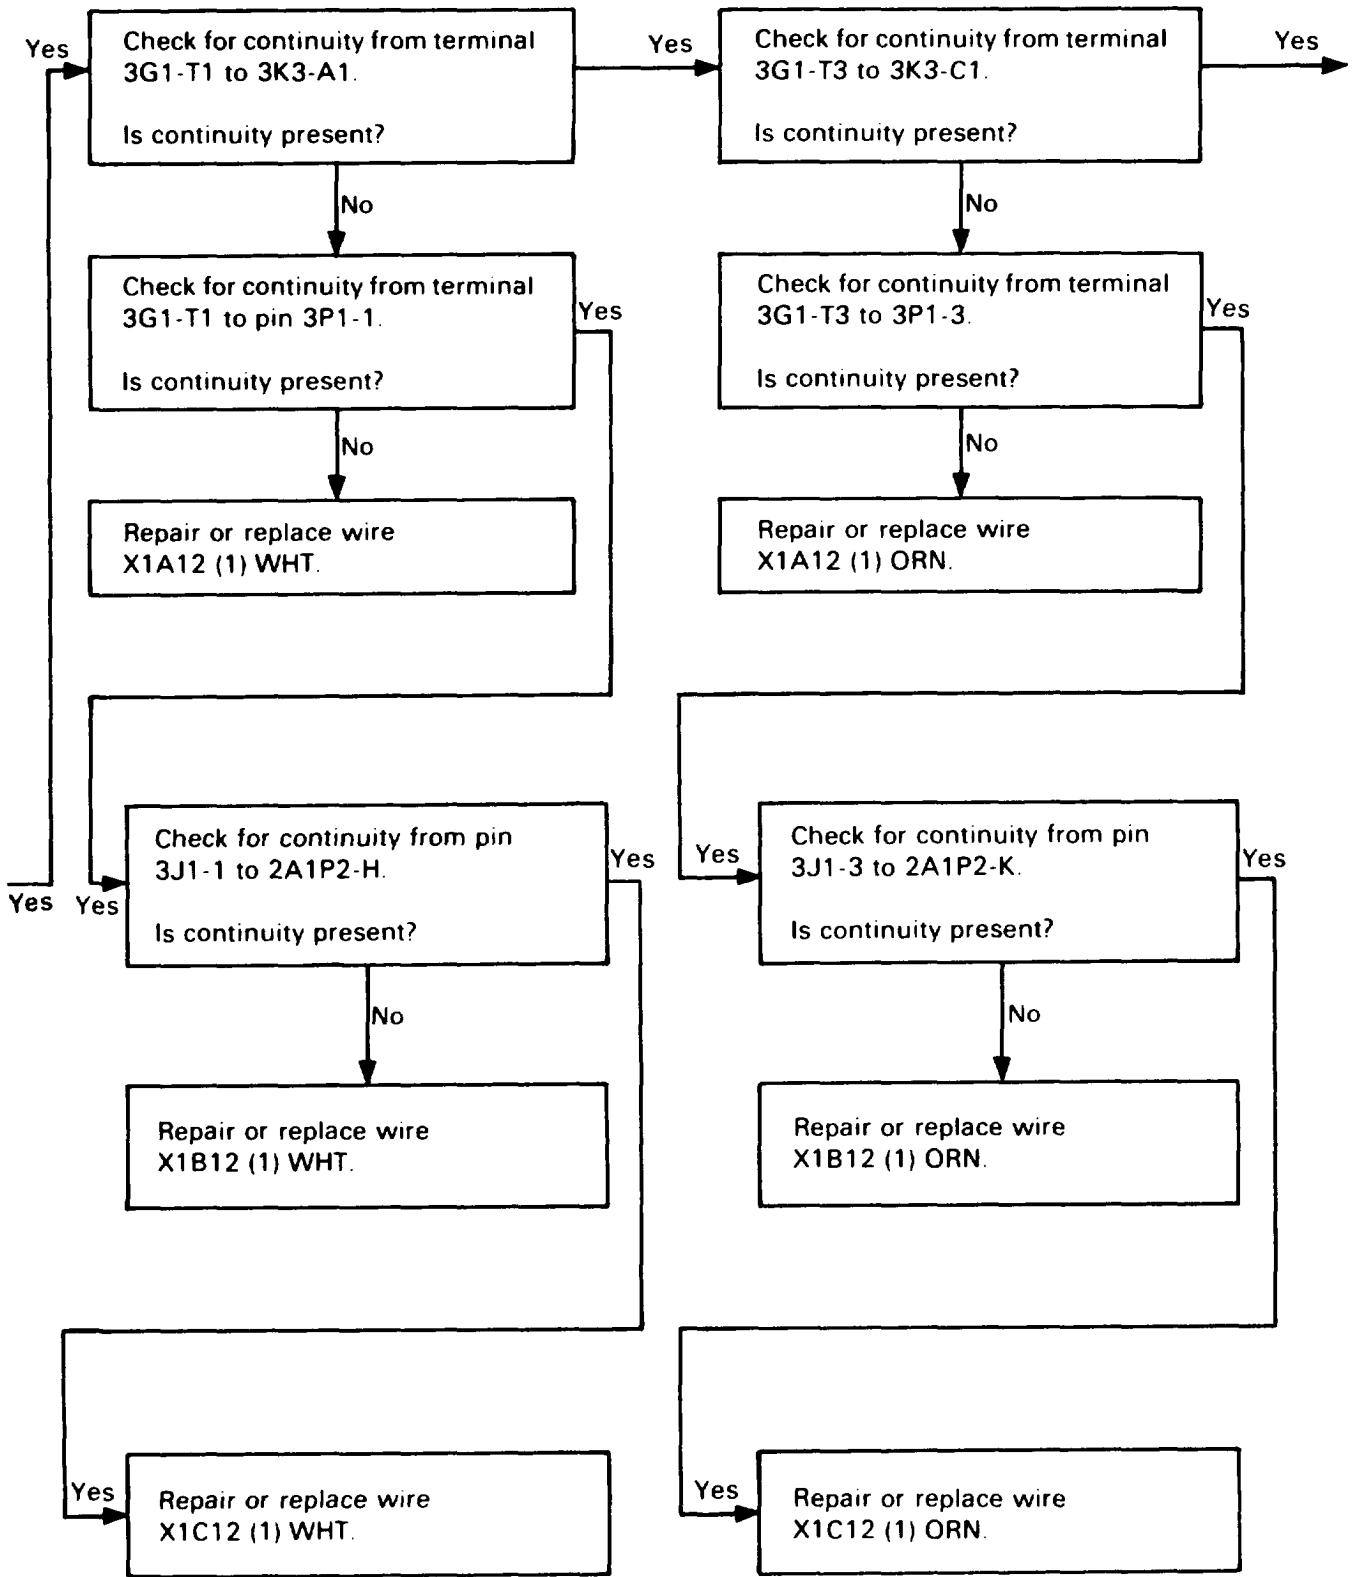 Yes
Check for continuity from terminal
3G1-T1 to 3K3-A1.
Is continuity present?
Yes
Check for continuity from terminal
3G1-T3 to 3K3-C1.
Is continuity present?
Yes
No
No
Check for continuity from terminal
3G1-T1 to pin 3P1-1.
Is continuity present?
Yes
Check for continuity from terminal
3G1-T3 to 3P1-3.
Is continuity present?
Yes
No
No
Repair or replace wire
X1A12 (1) WHT.
Repair or replace wire
X1A12 (1) ORN.
Yes
Yes
Check for continuity from pin
3J1-1 to 2A1P2-H.
Is continuity present?
Yes
Yes
Check for continuity from pin
3J1-3 to 2A1P2-K.
Is continuity present?
Yes
No
No
Repair or replace wire
X1B12 (1) WHT.
Repair or replace wire
X1B12 (1) ORN.
Yes
Repair or replace wire
X1C12 (1) WHT.
Yes
Repair or replace wire
X1C12 (1) ORN.